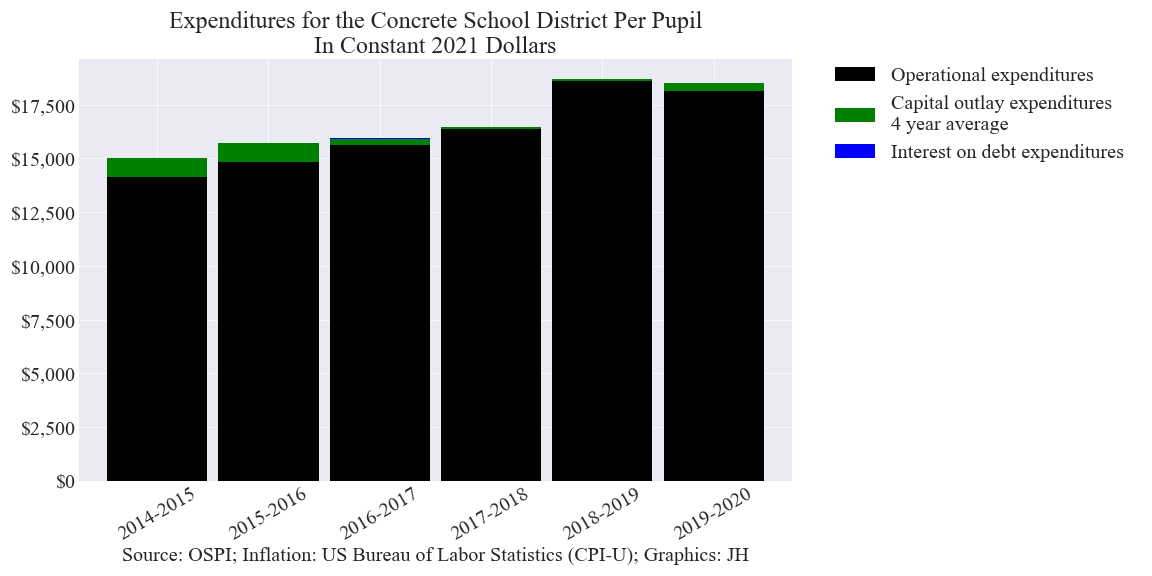 Expenditures for the Concrete School District Per Pupil
In Constant 2021 Dollars
Operational expenditures
Capital outlay expenditures
4 year average
Interest on debt expenditures
$17,500
$15,000
$12,500
$10,000
$7,500
$5,000
$2,500
$0
2014-2015
2015-2016
2016-2017
2017-2018
2018-2019
2019-2020
Source: OSPI; Inflation: US Bureau of Labor Statistics (CPI-U); Graphics: JH